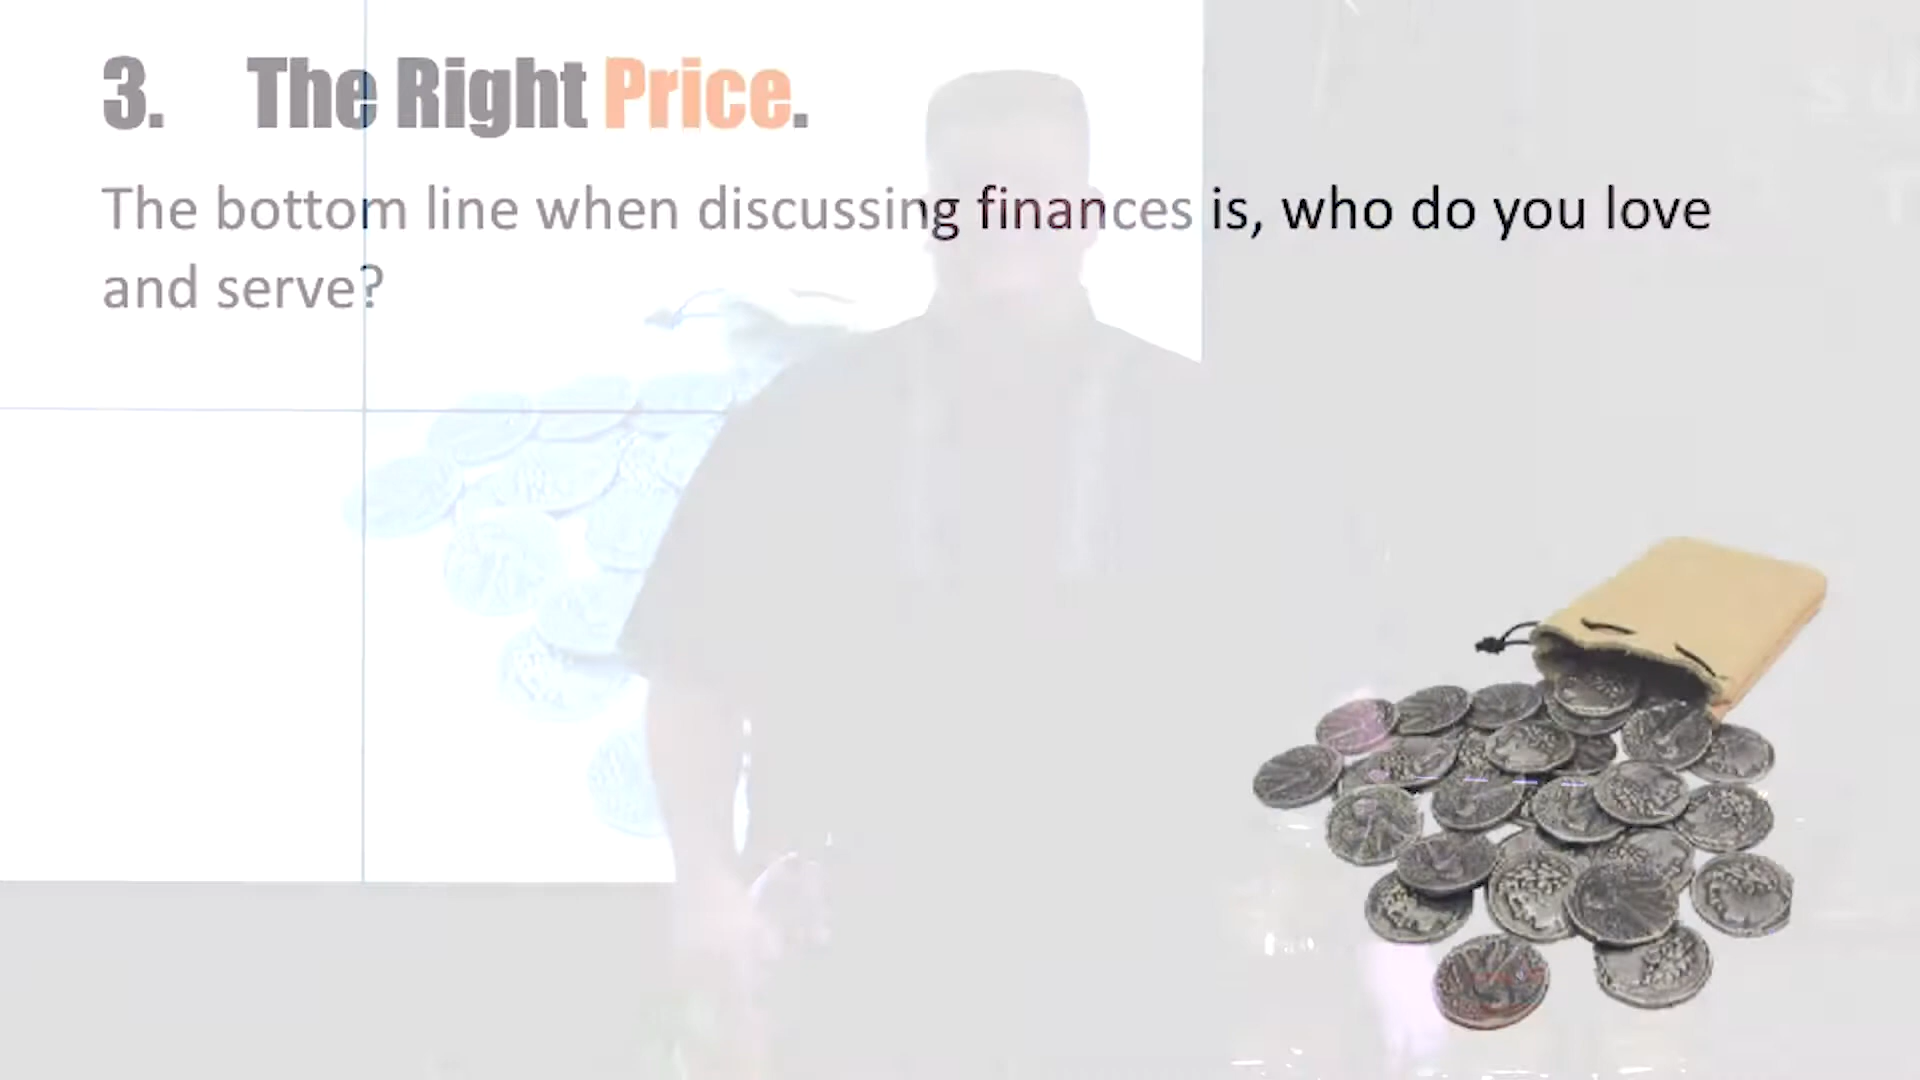 3. The Right Price.
The bottom line when discussing finances is, who do you love
and serve?